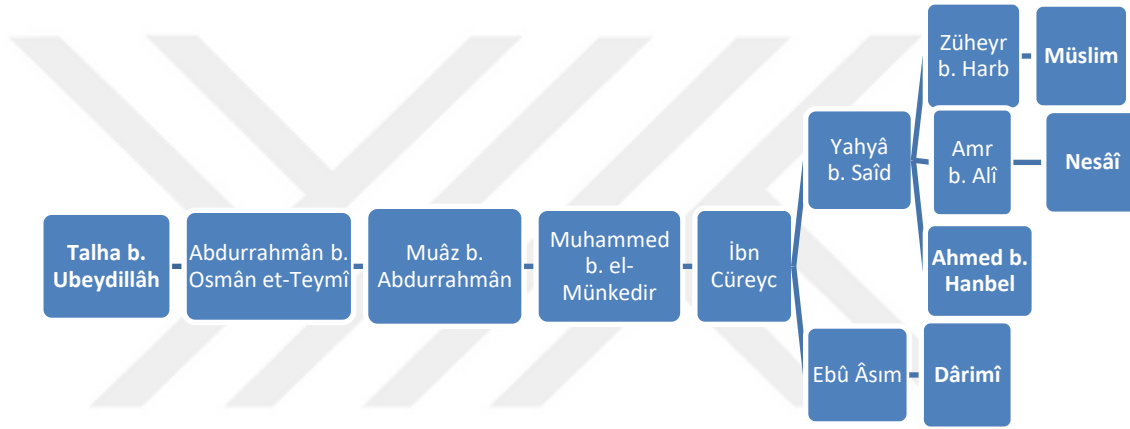 Talha b.
Ubeydillâh
Abdurrahmân b.
Osmân et-Teymî
Muâz b.
Abdurrahmân
Muhammed
b. el-
Münkedir
İbn
Cüreyc
Yahyâ
b. Saîd
Züheyr
b. Harb
Müslim
Amr
b. Alî
Nesâî
Ahmed b.
Hanbel
Ebû Âsım
Dârimî